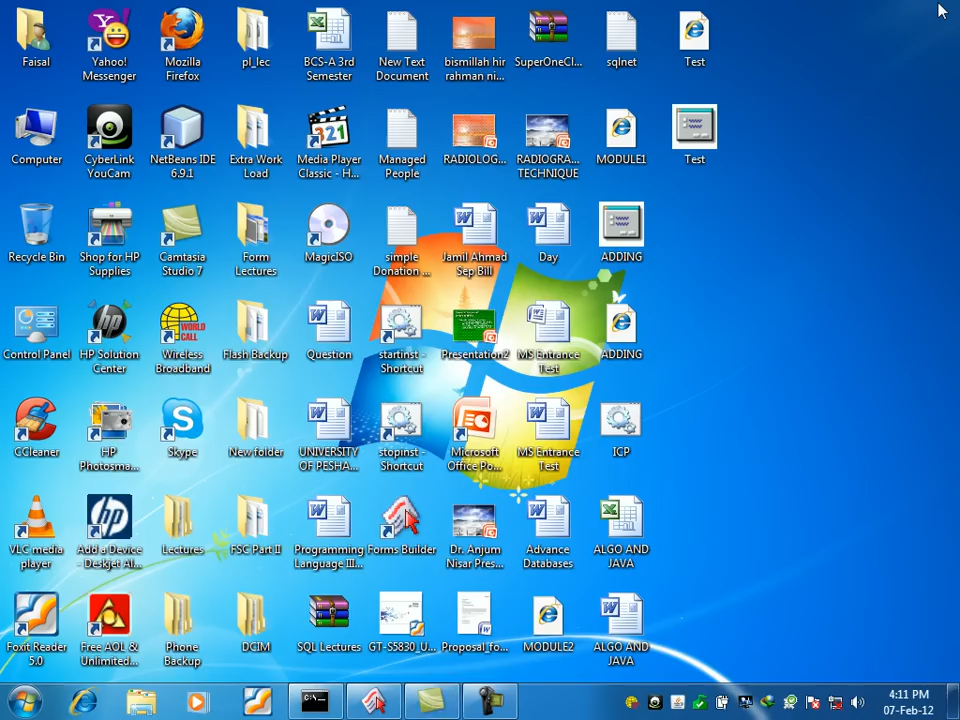 Faisal
Yahoo!
Messenger
Mozilla
Firefox
pl_lec
BCS-A 3rd
Semester
New Text
Document
bismillah hir
rahman ni...
SuperOneCl...
sqlnet
Test
Computer
CyberLink
YouCam
NetBeans IDE
6.9.1
Extra Work
Load
321
Media Player
Classic - H...
Managed
People
RADIOLOG...
RADIOGRA...
TECHNIQUE
MODULE1
Test
Recycle Bin
Shop for HP
Supplies
Camtasia
Studio 7
Form
Lectures
MagicISO
simple
Donation ...
Jamil Ahmad
Sep Bill
Day
ADDING
Control Panel
HP Solution
Center
WORLD
CALL
Wireless
Broadband
Flash Backup
Question
startinst -
Shortcut
Presentation2
MS Entrance
Test
ADDING
CCleaner
HP
Photosma...
Skype
New folder
UNIVERSITY
OF PESHA...
stopinst -
Shortcut
Microsoft
Office Po...
MS Entrance
Test
ICP
VLC media
player
Add a Device
- Deskjet Al...
Lectures
FSC Part II
Programming
Language III...
Forms Builder
Dr. Anjum
Nisar Pres...
Advance
Databases
ALGO AND
JAVA
Foxit Reader
5.0
Free AOL &
Unlimited...
Phone
Backup
DCIM
SQL Lectures
GT-S5830_U...
Proposal_fo...
MODULE2
ALGO AND
JAVA
C:\.
4:11 PM
07-Feb-12